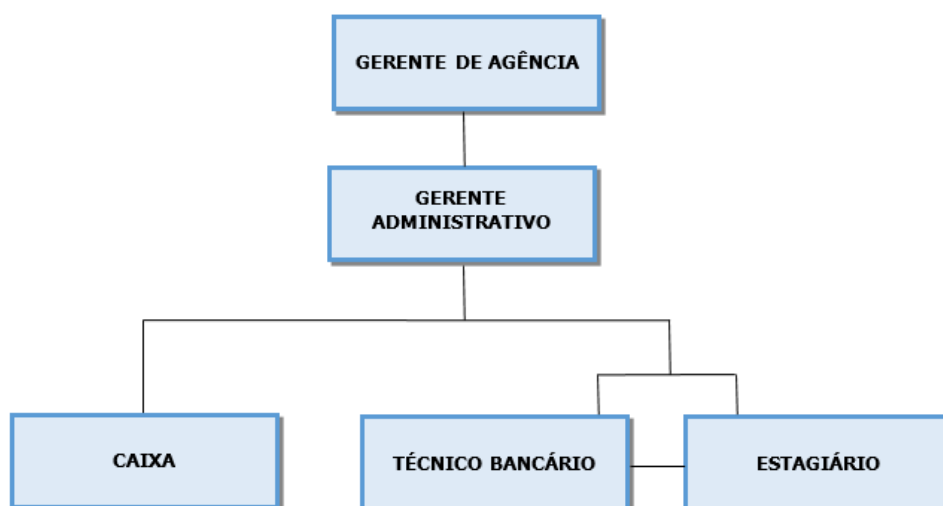 GERENTE DE AGÊNCIA
GERENTE
ADMINISTRATIVO
CAIXA
TÉCNICO BANCÁRIO
ESTAGIÁRIO